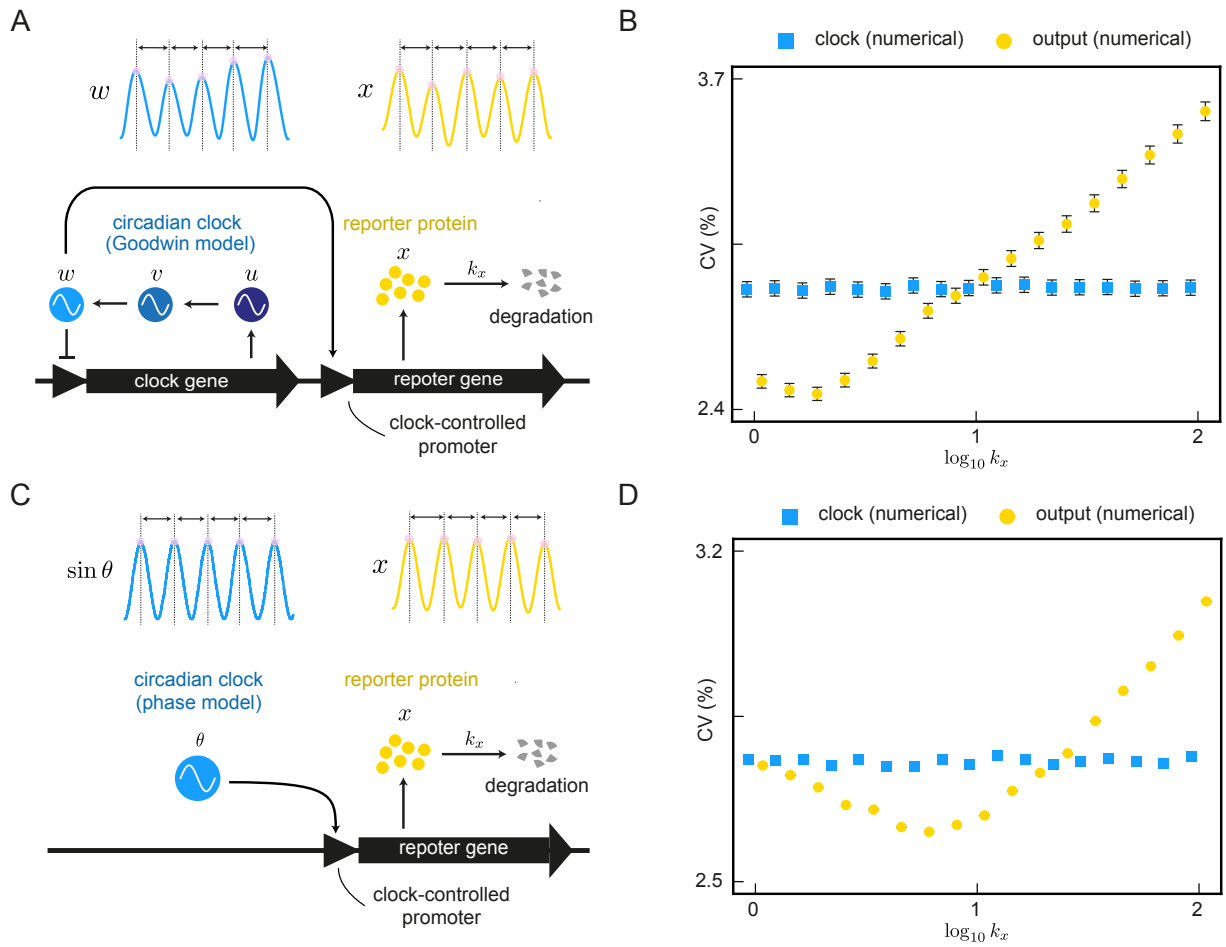 A
w
x
circadian clock
(Goodwin model)
reporter protein
w
v
u
x
k_x
degradation
clock gene
repoter gene
clock-controlled
promoter
B
clock (numerical)
output (numerical)
3.7
CV (%)
2.4
0
1
2
log₁₀ k_x
C
sin θ
x
circadian clock
(phase model)
reporter protein
θ
x
k_x
degradation
repoter gene
clock-controlled
promoter
D
clock (numerical)
output (numerical)
3.2
CV (%)
2.5
0
1
2
log₁₀ k_x